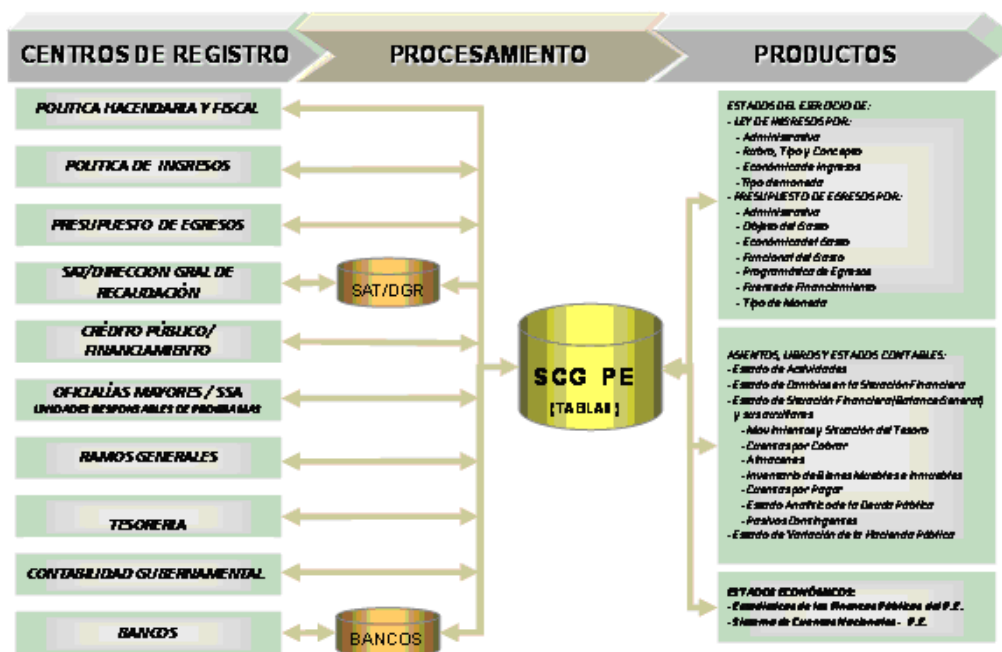 CENTROS DE REGISTRO
PROCESAMIENTO
PRODUCTOS
POLITICA HACENDARIA Y FISCAL
POLITICA DE INGRESOS
PRESUPUESTO DE EGRESOS
SAT/DIRECCION GRAL DE
RECAUDACIÓN
CRÉDITO PÚBLICO/
FINANCIAMIENTO
OFICIALÍAS MAYORES / SSA
UNIDADES RESPONSABLES DE PROGRAMAS
RAMOS GENERALES
TESORERIA
CONTABILIDAD GUBERNAMENTAL
BANCOS
SAT/DGR
BANCOS
SCG PE
ESTADOS DEL EJERCICIO DE:
- LEY DE INGRESOS POR:
- Administrativa
- Rubro, Tipo y Concepto
- Económica de Ingresos
- Tipo de moneda
- PRESUPUESTO DE EGRESOS POR:
- Administrativa
- Objeto del Gasto
- Económica del Gasto
- Funcional del Gasto
- Programática de Egresos
- Fuente de Financiamiento
- Tipo de Moneda
ASIENTOS, LIBROS Y ESTADOS CONTABLES:
- Estado de Actividades
- Estado de Cambios en la Situación Financiera
- Estado de Situación Financiera (Balance General)
y sus auxiliares
- Movimientos y Situación del Tesoro
- Cuentas por Cobrar
- Almacenes
- Inventario de Bienes Muebles e Inmuebles
- Cuentas por Pagar
- Estado Analítico de la Deuda Pública
- Pasivos Contingentes
- Estado de Variación de la Hacienda Pública
ESTADOS ECONÓMICOS:
- Estadísticas de las Finanzas Públicas del P.E.
- Sistema de Cuentas Nacionales - P.E.